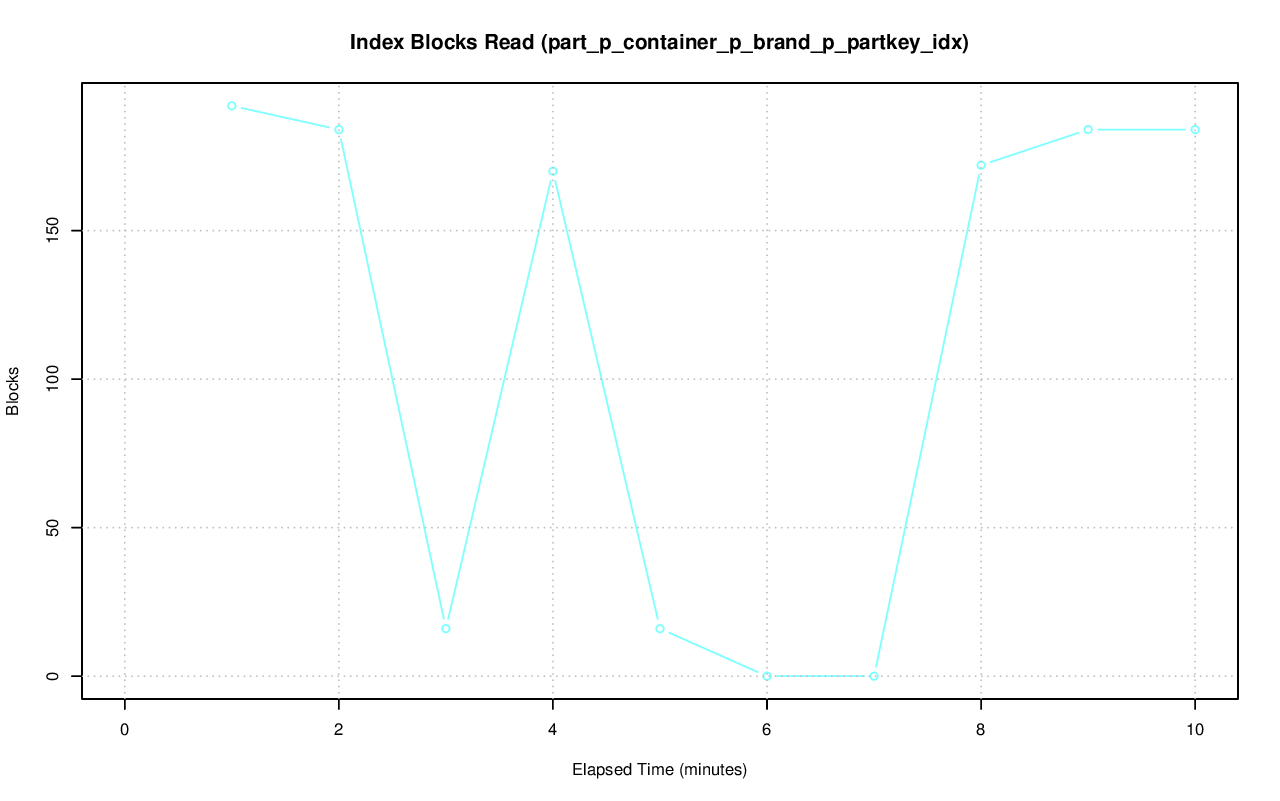 Index Blocks Read (part_p_container_p_brand_p_partkey_idx)
150
100
50
0
Blocks
0 2 4 6 8 10
Elapsed Time (minutes)